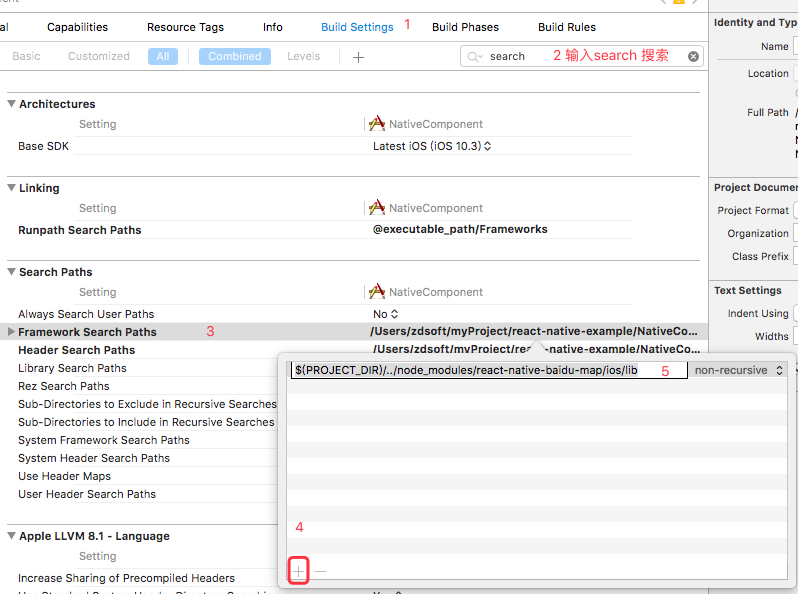 Capabilities Resource Tags Info Build Settings 1 Build Phases Build Rules
Basic Customized All Combined Levels + search 2 输入search 搜索
Identity and Typ
Name
Location
Full Path
Architectures
Setting NativeComponent
Base SDK Latest iOS (iOS 10.3)
Linking
Setting NativeComponent
Runpath Search Paths @executable_path/Frameworks
Project Documen
Project Format
Organization
Class Prefix
Search Paths
Setting NativeComponent
Always Search User Paths No
Framework Search Paths 3 /Users/zdsoft/myProject/react-native-example/NativeCo...
Header Search Paths /Users/zdsoft/myProject/react-native-example/NativeCo...
Text Settings
Indent Using
Widths
Library Search Paths
$(PROJECT_DIR)/../node_modules/react-native-baidu-map/ios/lib 5 non-recursive
Rez Search Paths
Sub-Directories to Exclude in Recursive Searches
Sub-Directories to Include in Recursive Searches
System Framework Search Paths
System Header Search Paths
Use Header Maps
User Header Search Paths
4
+ −
Apple LLVM 8.1 - Language
Setting
Increase Sharing of Precompiled Headers